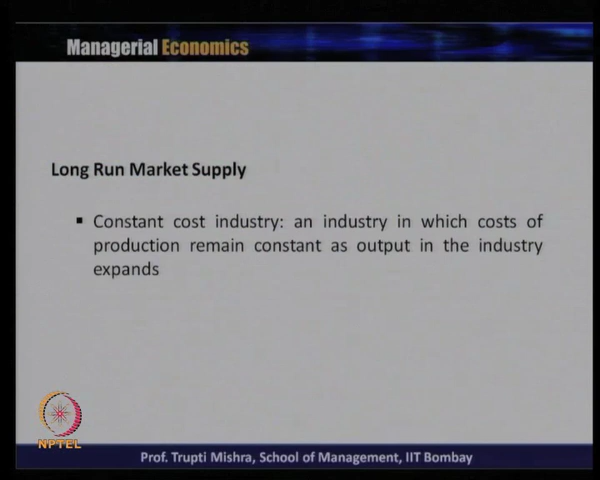 Managerial Economics
Long Run Market Supply
▪ Constant cost industry: an industry in which costs of
production remain constant as output in the industry
expands
NPTEL
Prof. Trupti Mishra, School of Management, IIT Bombay